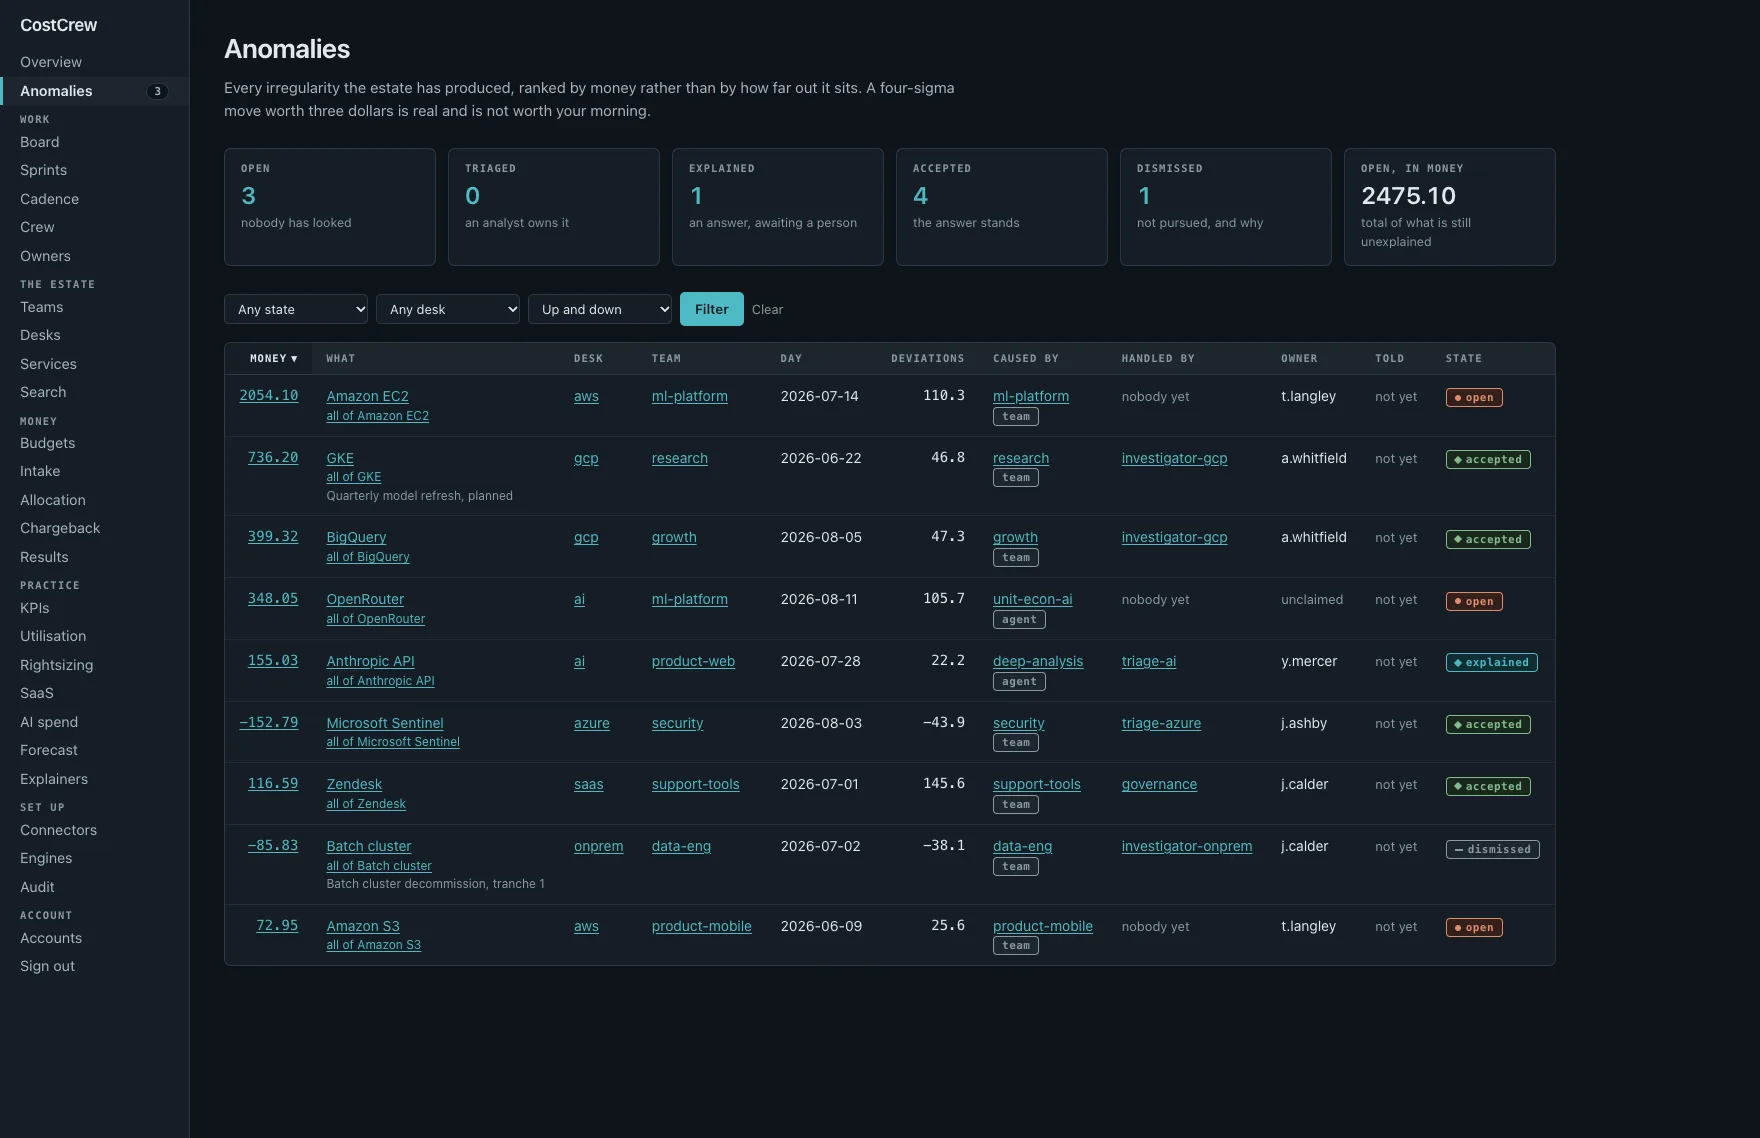 CostCrew
Overview
Anomalies 3
WORK
Board
Sprints
Cadence
Crew
Owners
THE ESTATE
Teams
Desks
Services
Search
MONEY
Budgets
Intake
Allocation
Chargeback
Results
PRACTICE
KPIs
Utilisation
Rightsizing
SaaS
AI spend
Forecast
Explainers
SET UP
Connectors
Engines
Audit
ACCOUNT
Accounts
Sign out
Anomalies
Every irregularity the estate has produced, ranked by money rather than by how far out it sits. A four-sigma
move worth three dollars is real and is not worth your morning.
OPEN
3
nobody has looked
TRIAGED
0
an analyst owns it
EXPLAINED
1
an answer, awaiting a person
ACCEPTED
4
the answer stands
DISMISSED
1
not pursued, and why
OPEN, IN MONEY
2475.10
total of what is still
unexplained
Any state Any desk Up and down Filter Clear
MONEY ▼ WHAT DESK TEAM DAY DEVIATIONS CAUSED BY HANDLED BY OWNER TOLD STATE
2054.10 Amazon EC2 aws ml-platform 2026-07-14 110.3 ml-platform nobody yet t.langley not yet open
all of Amazon EC2 team
736.20 GKE gcp research 2026-06-22 46.8 research investigator-gcp a.whitfield not yet accepted
all of GKE team
Quarterly model refresh, planned
399.32 BigQuery gcp growth 2026-08-05 47.3 growth investigator-gcp a.whitfield not yet accepted
all of BigQuery team
348.05 OpenRouter ai ml-platform 2026-08-11 105.7 unit-econ-ai nobody yet unclaimed not yet open
all of OpenRouter agent
155.03 Anthropic API ai product-web 2026-07-28 22.2 deep-analysis triage-ai y.mercer not yet explained
all of Anthropic API agent
−152.79 Microsoft Sentinel azure security 2026-08-03 −43.9 security triage-azure j.ashby not yet accepted
all of Microsoft Sentinel team
116.59 Zendesk saas support-tools 2026-07-01 145.6 support-tools governance j.calder not yet accepted
all of Zendesk team
−85.83 Batch cluster onprem data-eng 2026-07-02 −38.1 data-eng investigator-onprem j.calder not yet dismissed
all of Batch cluster team
Batch cluster decommission, tranche 1
72.95 Amazon S3 aws product-mobile 2026-06-09 25.6 product-mobile nobody yet t.langley not yet open
all of Amazon S3 team